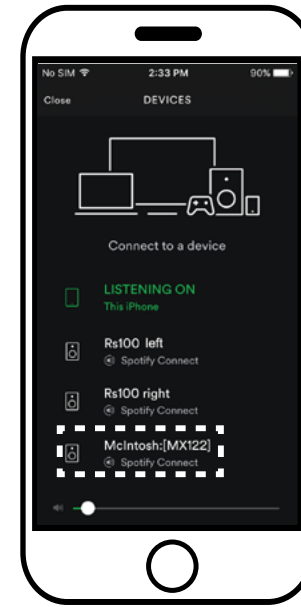 No SIM 2:33 PM 90%
Close DEVICES
Connect to a device
LISTENING ON
This iPhone
Rs100 left
Spotify Connect
Rs100 right
Spotify Connect
McIntosh:[MX122]
Spotify Connect